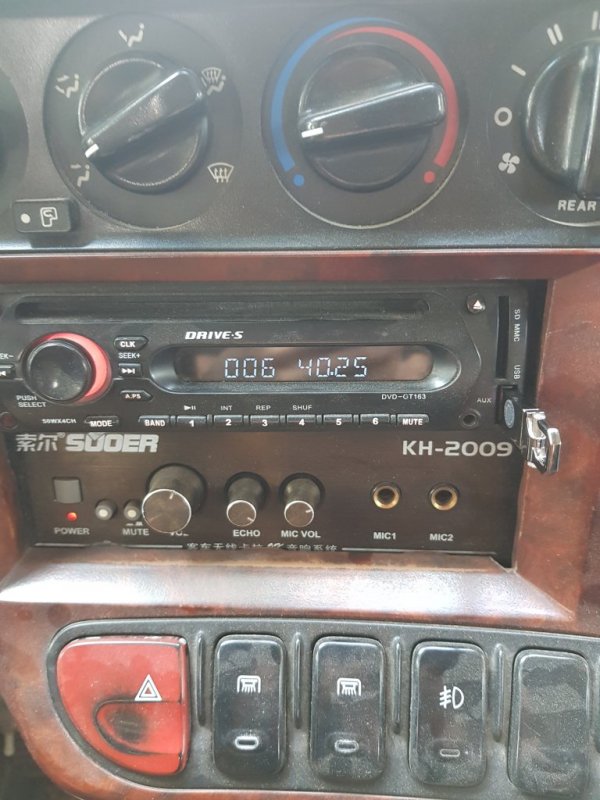 REAR
DRIVE·S
CLK
SEEK+
A.PS
PUSH
SELECT
50WX4CH
MODE
006 40.25
DVD-GT163
INT
REP
SHUF
BAND
1
2
3
4
5
6
MUTE
AUX
SD MMC
USB
索尔 SUOER
KH-2009
POWER
MUTE
ECHO
MIC VOL
MIC1
MIC2